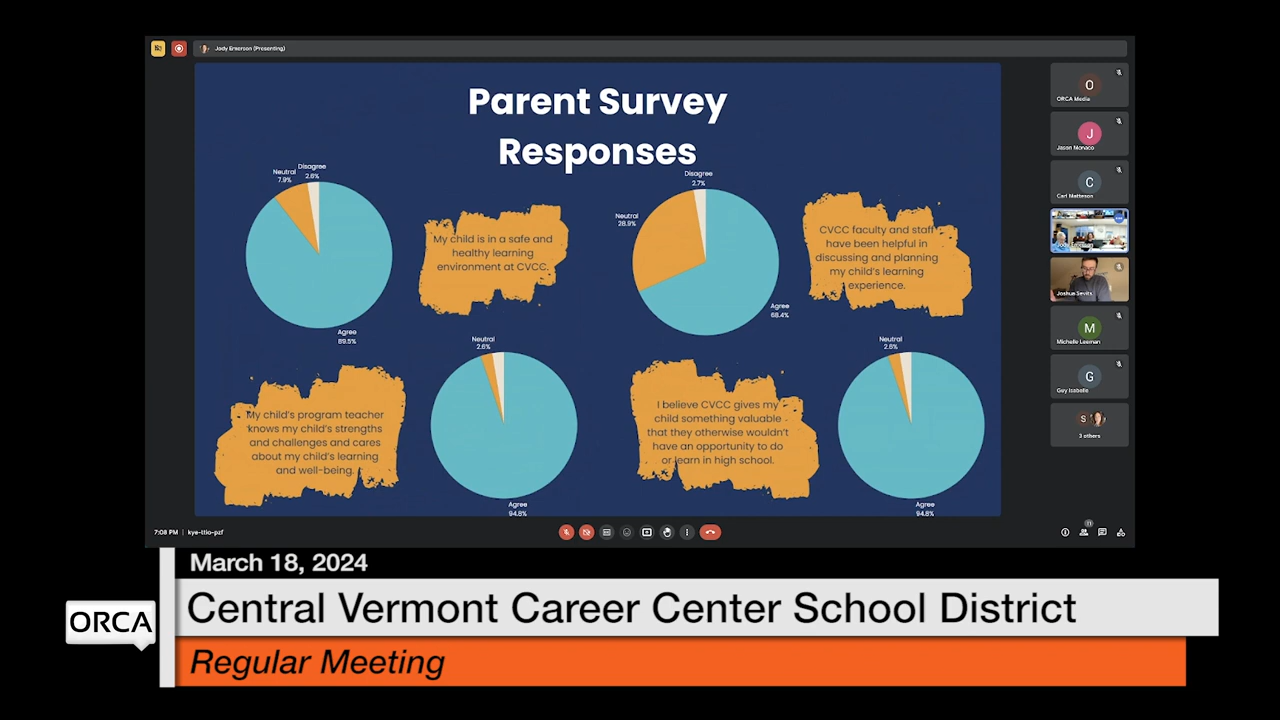 Jody Emerson (Presenting)
Parent Survey
Responses
Neutral
7.9%
Disagree
2.6%
Agree
89.5%
My child is in a safe and
healthy learning
environment at CVCC.
Disagree
2.7%
Neutral
28.9%
Agree
68.4%
CVCC faculty and staff
have been helpful in
discussing and planning
my child's learning
experience.
My child's program teacher
knows my child's strengths
and challenges and cares
about my child's learning
and well-being.
Neutral
2.6%
Agree
94.8%
I believe CVCC gives my
child something valuable
that they otherwise wouldn't
have an opportunity to do
or learn in high school.
Neutral
2.6%
Agree
94.8%
O
ORCA Media
J
Jason Monaco
C
Carl Matteson
Jody Emerson
Joshua Sevits
M
Michelle Leeman
G
Guy Isabelle
S
3 others
7:08 PM | kye-ttio-pzf
11
March 18, 2024
ORCA
Central Vermont Career Center School District
Regular Meeting